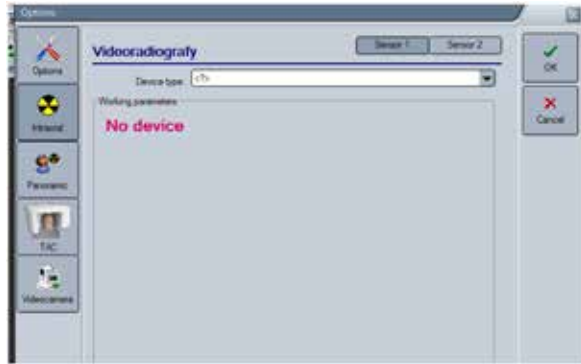 Options
Videoradiografy
Sensor 1
Sensor 2
Device type: <?>
Working parameters
No device
Options
Intraoral
Panoramic
TAC
Videocamera
OK
Cancel